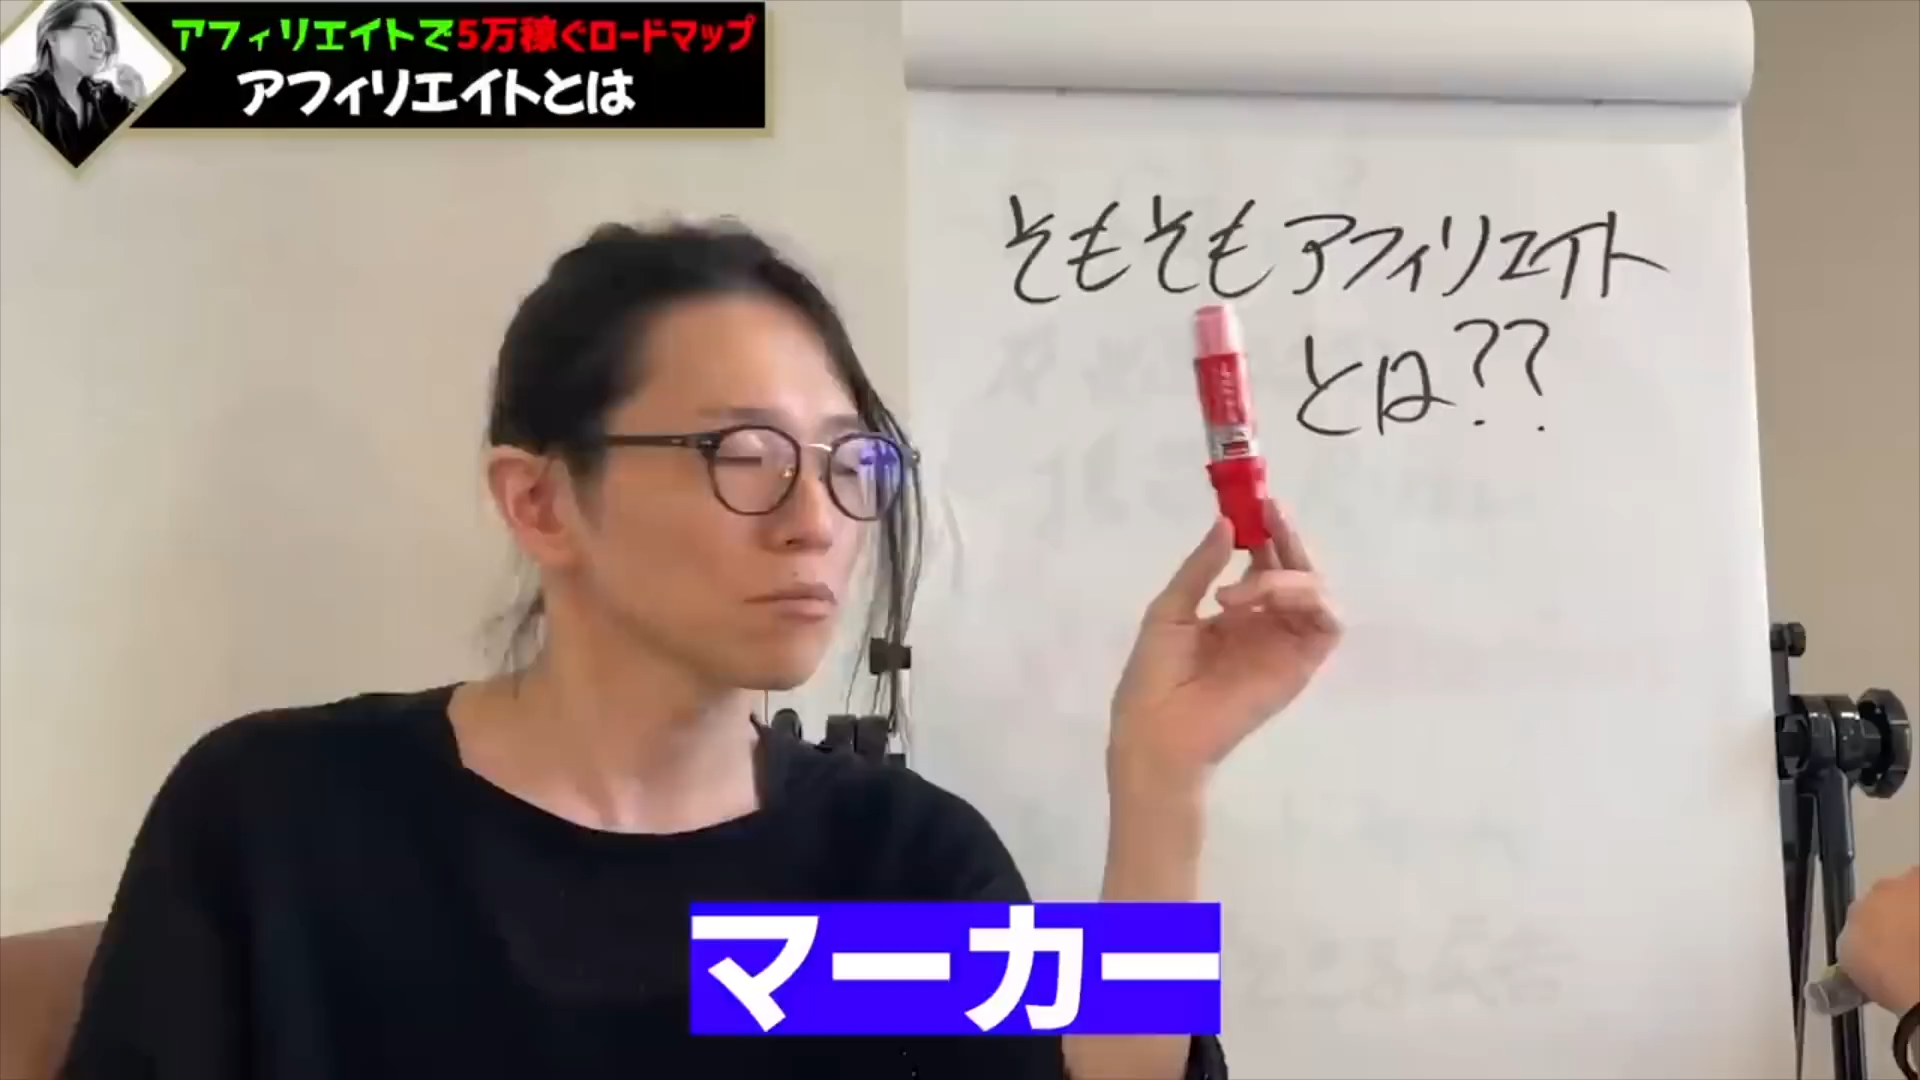 アフィリエイトで5万稼ぐロードマップ
アフィリエイトとは
そもそもアフィリエイト
とは??
マーカー